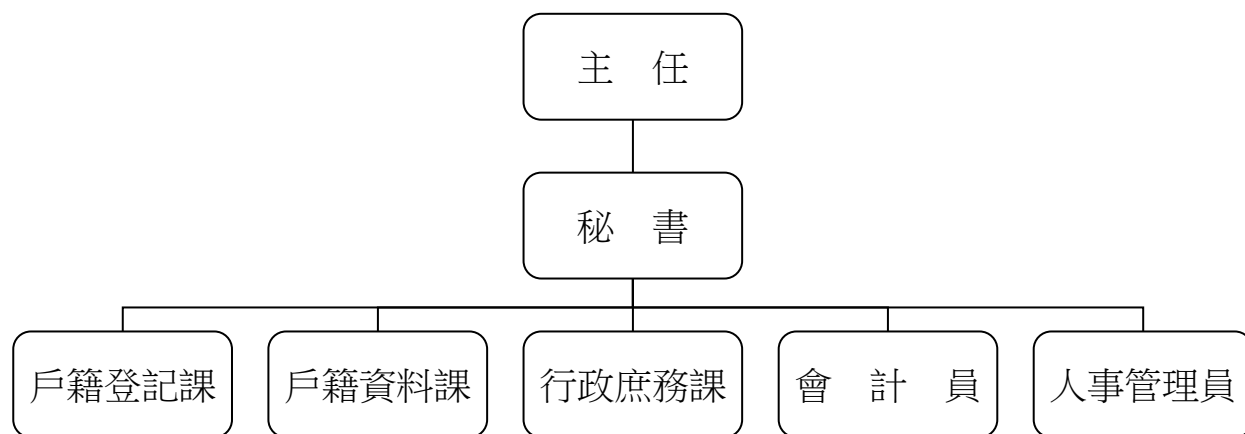 主　任
秘　書
戶籍登記課
戶籍資料課
行政庶務課
會　計　員
人事管理員